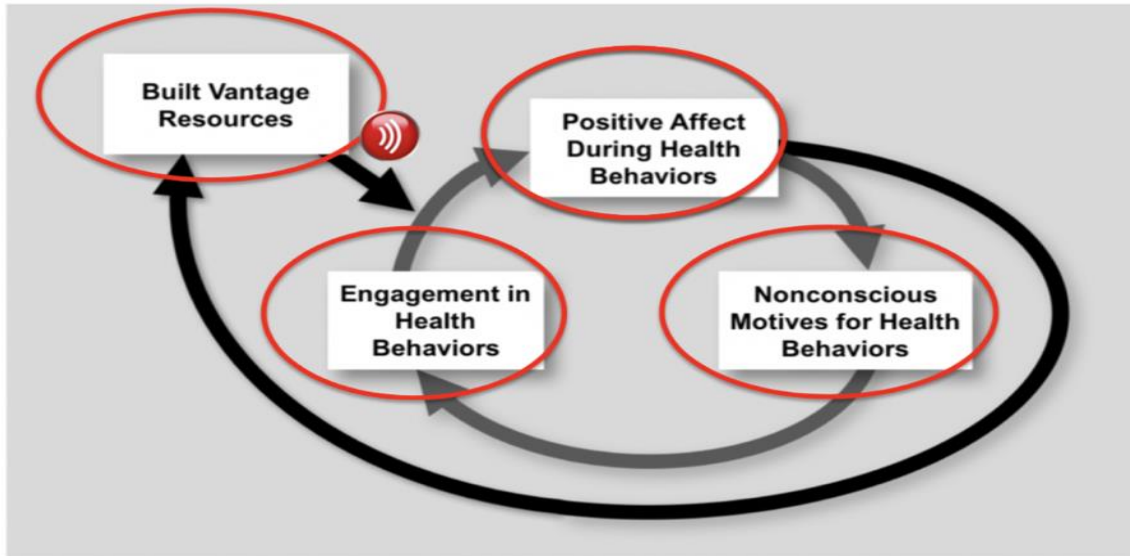 Built Vantage
Resources
Positive Affect
During Health
Behaviors
Engagement in
Health
Behaviors
Nonconscious
Motives for Health
Behaviors